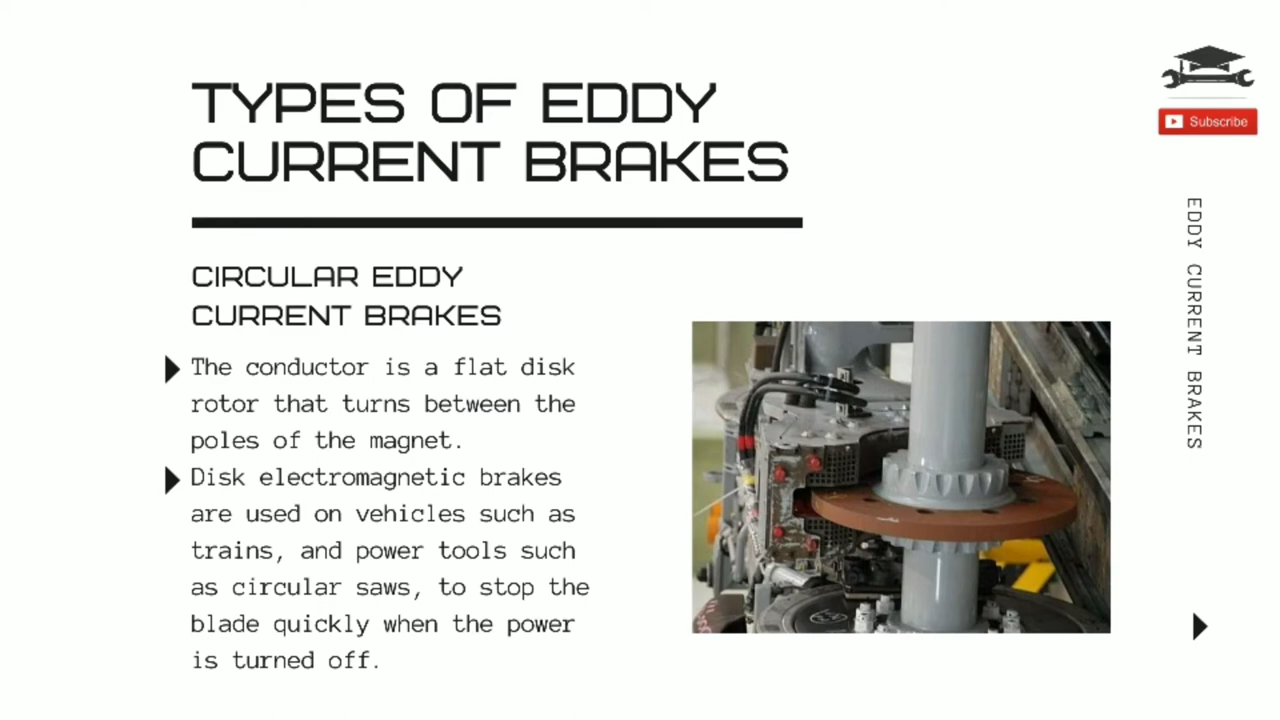 TYPES OF EDDY
CURRENT BRAKES
CIRCULAR EDDY
CURRENT BRAKES
The conductor is a flat disk
rotor that turns between the
poles of the magnet.
Disk electromagnetic brakes
are used on vehicles such as
trains, and power tools such
as circular saws, to stop the
blade quickly when the power
is turned off.
Subscribe
EDDY CURRENT BRAKES